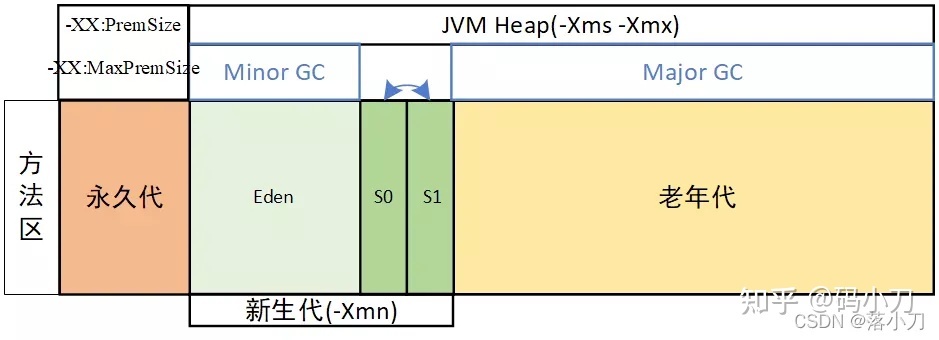 -XX:PremSize
JVM Heap(-Xms -Xmx)
-XX:MaxPremSize
Minor GC
Major GC
方法区
永久代
Eden
S0
S1
老年代
新生代(-Xmn)
知乎 @码小刀
CSDN @落小刀